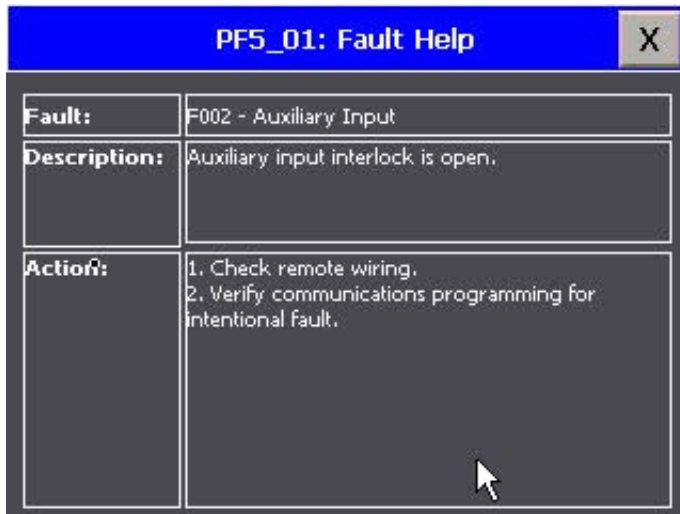 PF5_01: Fault Help
X
Fault:
F002 - Auxiliary Input
Description:
Auxiliary input interlock is open.
Action:
1. Check remote wiring.
2. Verify communications programming for
intentional fault.